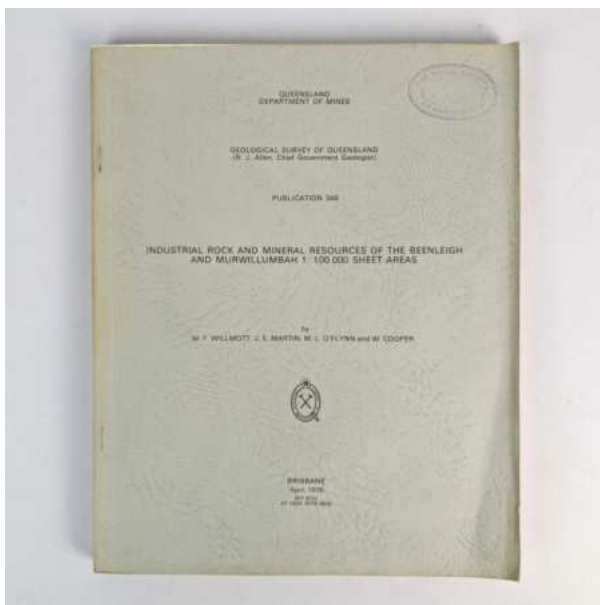 QUEENSLAND
DEPARTMENT OF MINES
GEOLOGICAL SURVEY OF QUEENSLAND
(R. J. Allen, Chief Government Geologist)
PUBLICATION
INDUSTRIAL ROCK AND MINERAL RESOURCES OF THE BEENLEIGH
AND MURWILLUMBAH 1: 100 000 SHEET AREAS
by
W. F. WILLMOTT, J. E. MARTIN, M. L. O'FLYNN and W. COOPER
BRISBANE
April,